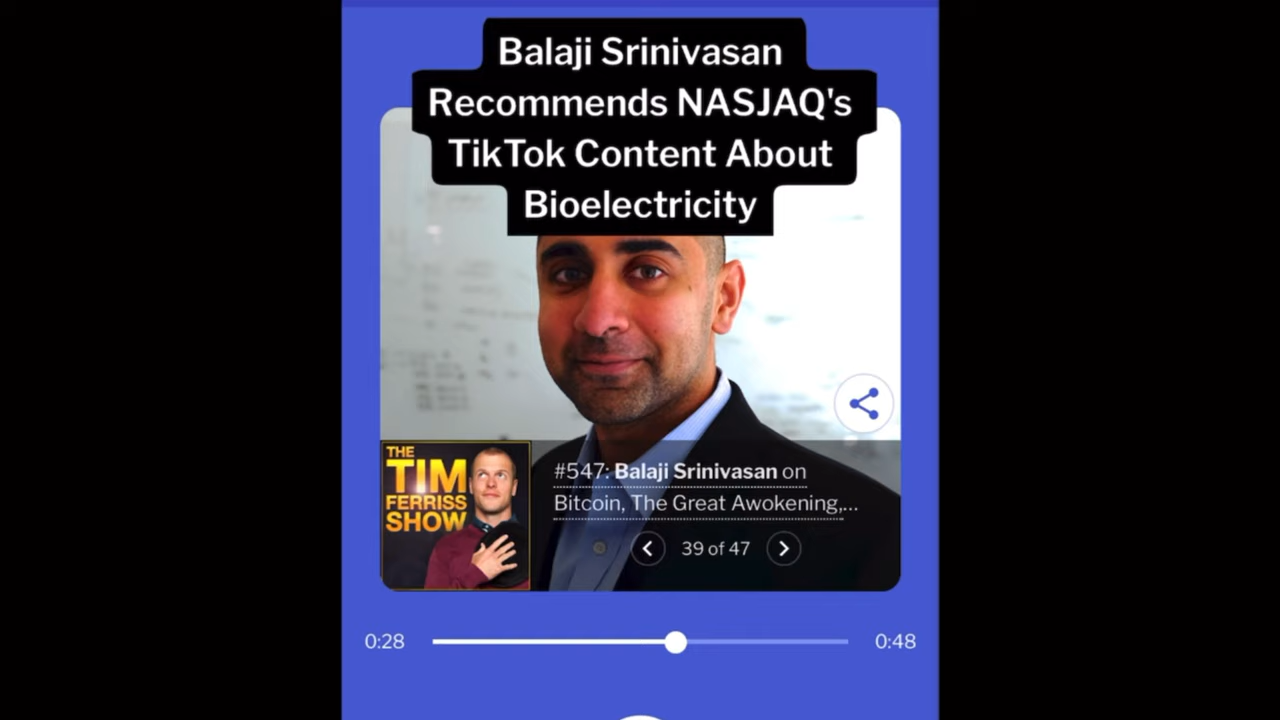 Balaji Srinivasan
Recommends NASJAQ's
TikTok Content About
Bioelectricity
THE
TIM
FERRISS
SHOW
#547: Balaji Srinivasan on
Bitcoin, The Great Awokening,...
39 of 47
0:28
0:48